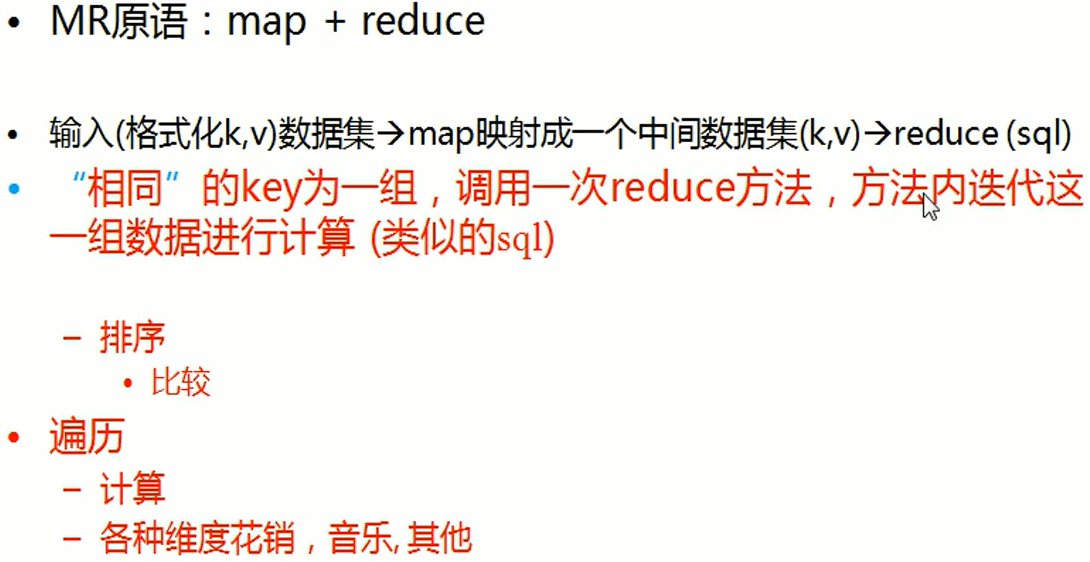 • MR原语：map + reduce
• 输入(格式化k,v)数据集→map映射成一个中间数据集(k,v)→reduce (sql)
• “相同”的key为一组，调用一次reduce方法，方法内迭代这
一组数据进行计算 (类似的sql)
– 排序
• 比较
• 遍历
– 计算
– 各种维度花销，音乐, 其他